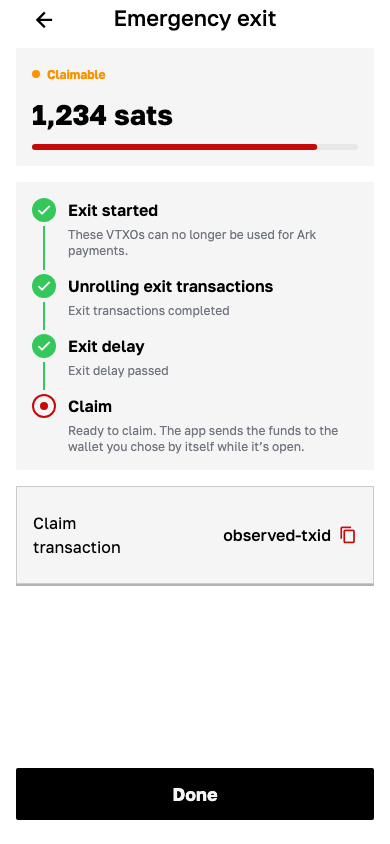 Emergency exit
Claimable
1,234 sats
Exit started
These VTXOs can no longer be used for Ark
payments.
Unrolling exit transactions
Exit transactions completed
Exit delay
Exit delay passed
Claim
Ready to claim. The app sends the funds to the
wallet you chose by itself while it’s open.
Claim
transaction
observed-txid
Done